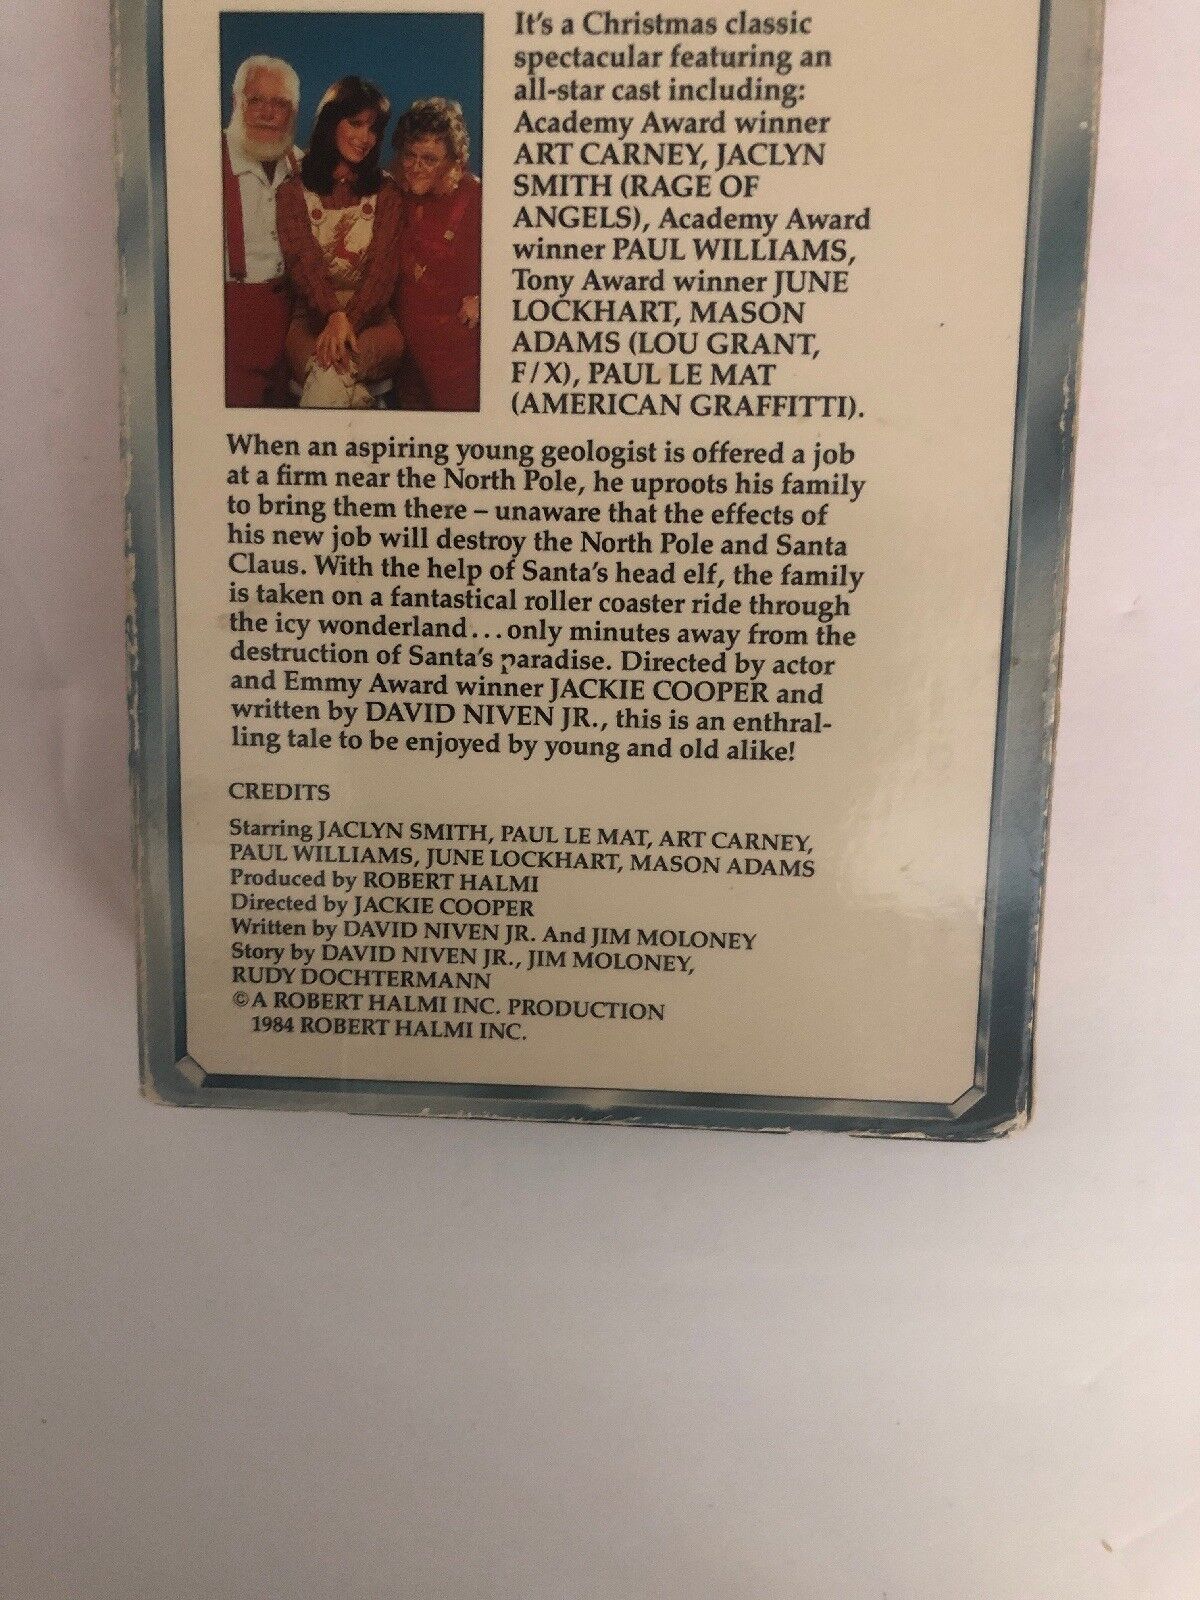 It's a Christmas classic
spectacular featuring an
all-star cast including:
Academy Award winner
ART CARNEY, JACLYN
SMITH (RAGE OF
ANGELS), Academy Award
winner PAUL WILLIAMS,
Tony Award winner JUNE
LOCKHART, MASON
ADAMS (LOU GRANT,
F/X), PAUL LE MAT
(AMERICAN GRAFFITTI).
When an aspiring young geologist is offered a job
at a firm near the North Pole, he uproots his family
to bring them there – unaware that the effects of
his new job will destroy the North Pole and Santa
Claus. With the help of Santa's head elf, the family
is taken on a fantastical roller coaster ride through
the icy wonderland...only minutes away from the
destruction of Santa's paradise. Directed by actor
and Emmy Award winner JACKIE COOPER and
written by DAVID NIVEN JR., this is an enthral-
ling tale to be enjoyed by young and old alike!
CREDITS
Starring JACLYN SMITH, PAUL LE MAT, ART CARNEY,
PAUL WILLIAMS, JUNE LOCKHART, MASON ADAMS
Produced by ROBERT HALMI
Directed by JACKIE COOPER
Written by DAVID NIVEN JR. And JIM MOLONEY
Story by DAVID NIVEN JR., JIM MOLONEY,
RUDY DOCHTERMANN
© A ROBERT HALMI INC. PRODUCTION
1984 ROBERT HALMI INC.